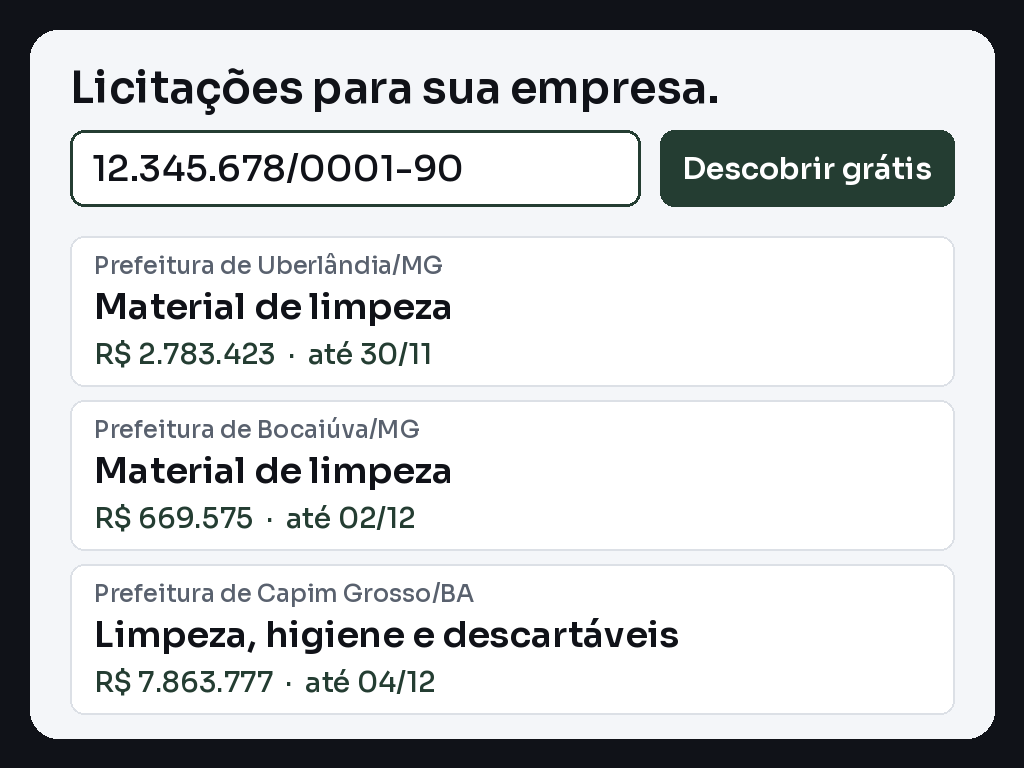 Licitações para sua empresa.
12.345.678/0001-90
Descobrir grátis
Prefeitura de Uberlândia/MG
Material de limpeza
R$ 2.783.423 · até 30/11
Prefeitura de Bocaiúva/MG
Material de limpeza
R$ 669.575 · até 02/12
Prefeitura de Capim Grosso/BA
Limpeza, higiene e descartáveis
R$ 7.863.777 · até 04/12